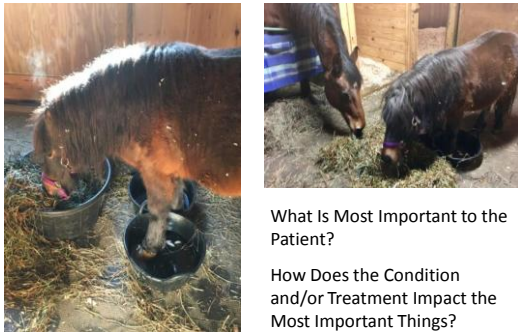 What Is Most Important to the
Patient?
How Does the Condition
and/or Treatment Impact the
Most Important Things?